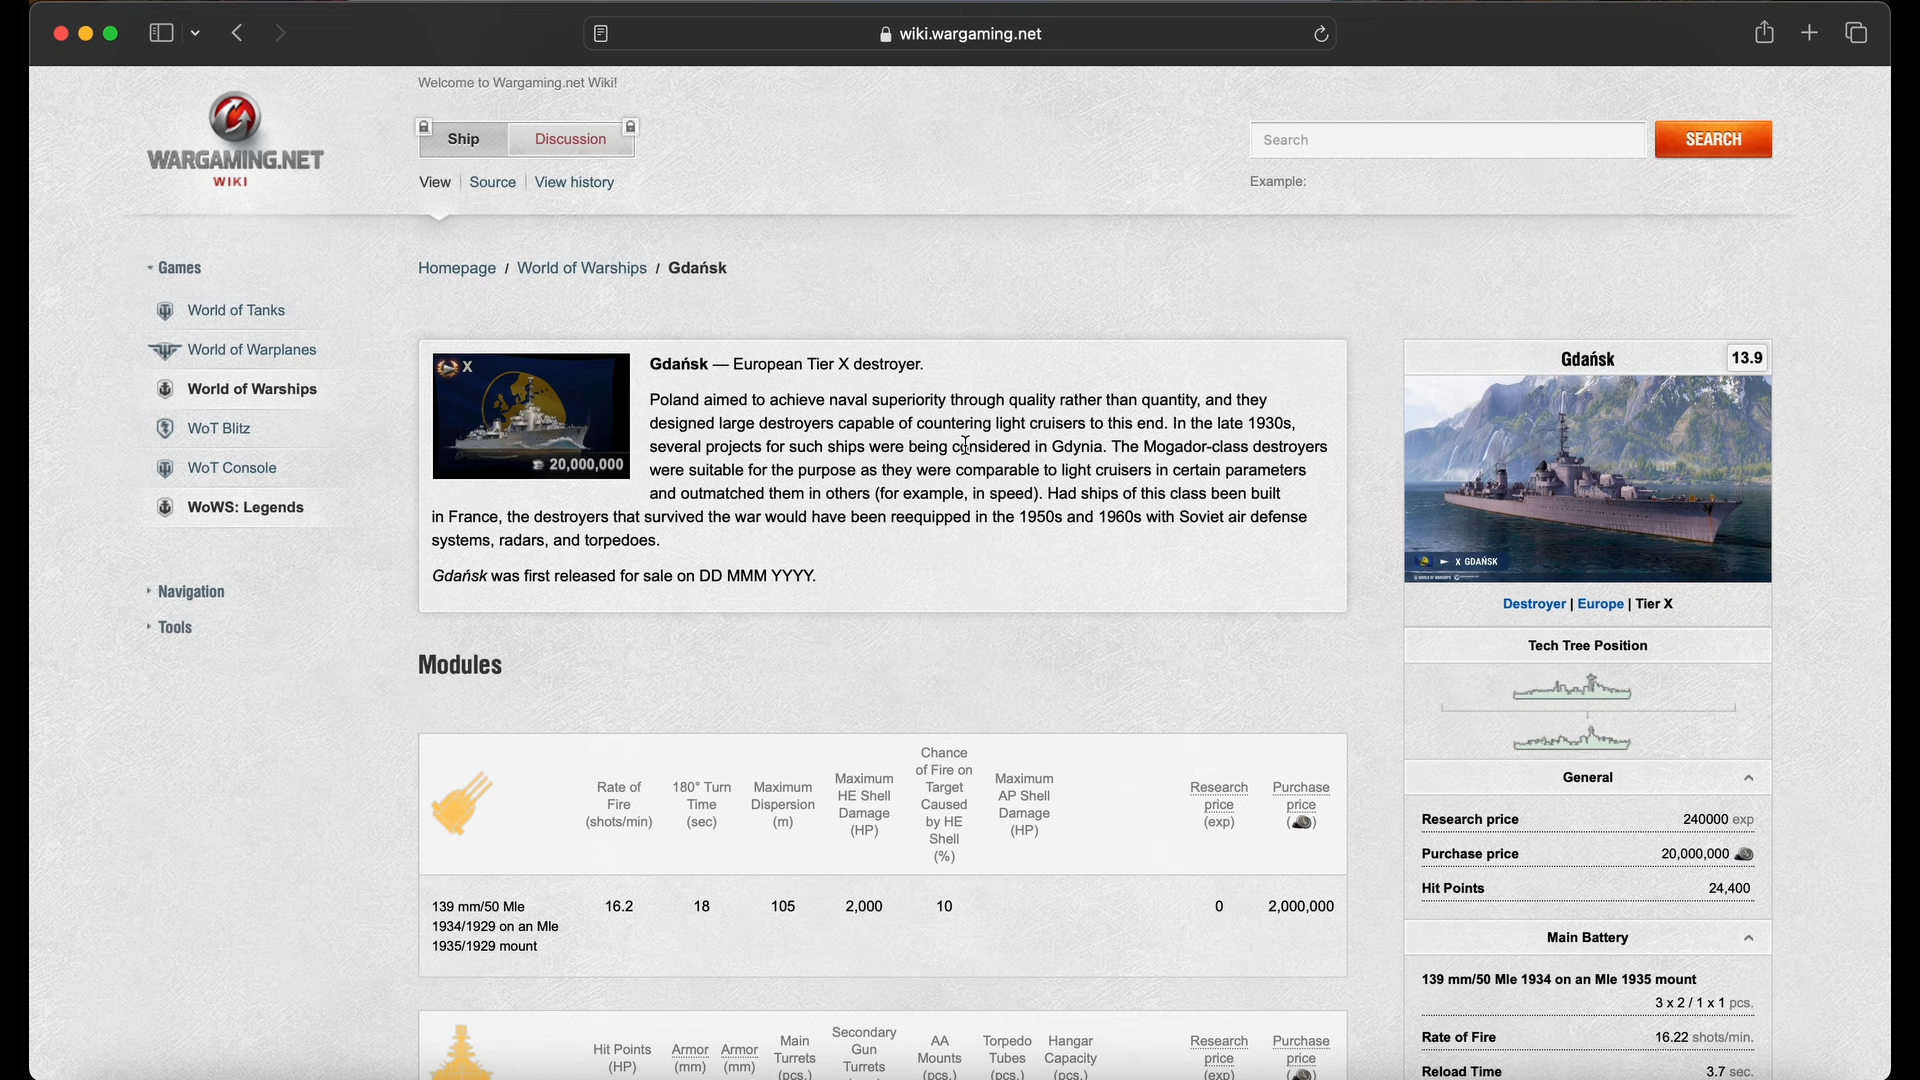 wiki.wargaming.net
Welcome to Wargaming.net Wiki!
WARGAMING.NET
WIKI
Ship
Discussion
View
Source
View history
Search
SEARCH
Example:
Games
World of Tanks
World of Warplanes
World of Warships
WoT Blitz
WoT Console
WoWS: Legends
Navigation
Tools
Homepage / World of Warships / Gdańsk
X
20,000,000
Gdańsk — European Tier X destroyer.
Poland aimed to achieve naval superiority through quality rather than quantity, and they
designed large destroyers capable of countering light cruisers to this end. In the late 1930s,
several projects for such ships were being considered in Gdynia. The Mogador-class destroyers
were suitable for the purpose as they were comparable to light cruisers in certain parameters
and outmatched them in others (for example, in speed). Had ships of this class been built
in France, the destroyers that survived the war would have been reequipped in the 1950s and 1960s with Soviet air defense
systems, radars, and torpedoes.
Gdańsk was first released for sale on DD MMM YYYY.
Modules
Rate of
Fire
(shots/min)
180° Turn
Time
(sec)
Maximum
Dispersion
(m)
Maximum
HE Shell
Damage
(HP)
Chance
of Fire on
Target
Caused
by HE
Shell
(%)
Maximum
AP Shell
Damage
(HP)
Research
price
(exp)
Purchase
price
( )
139 mm/50 Mle
1934/1929 on an Mle
1935/1929 mount
16.2
18
105
2,000
10
0
2,000,000
Hit Points
(HP)
Armor
(mm)
Armor
(mm)
Main
Turrets
(pcs.)
Secondary
Gun
Turrets
AA
Mounts
(pcs.)
Torpedo
Tubes
(pcs.)
Hangar
Capacity
(pcs.)
Research
price
(exp)
Purchase
price
Gdańsk
13.9
X GDAŃSK
Destroyer | Europe | Tier X
Tech Tree Position
General
Research price 240000 exp
Purchase price 20,000,000
Hit Points 24,400
Main Battery
139 mm/50 Mle 1934 on an Mle 1935 mount
3 x 2 / 1 x 1 pcs.
Rate of Fire 16.22 shots/min.
Reload Time 3.7 sec.